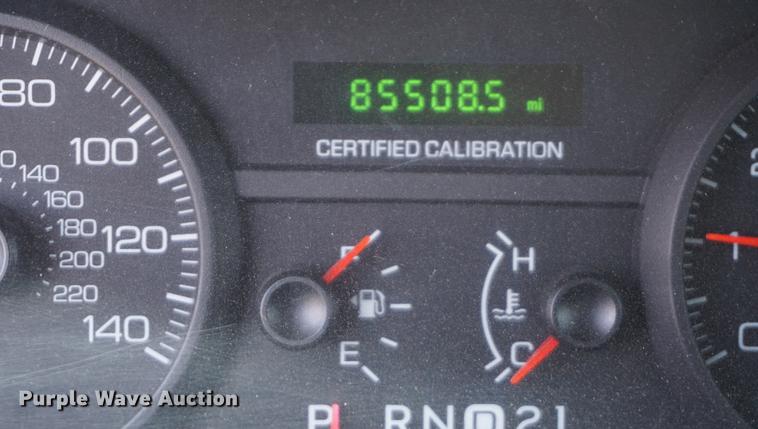 85508.5 mi
CERTIFIED CALIBRATION
80
100
120
140
140
160
180
200
220
F
E
H
C
1
P R N D 2 1
Purple Wave Auction